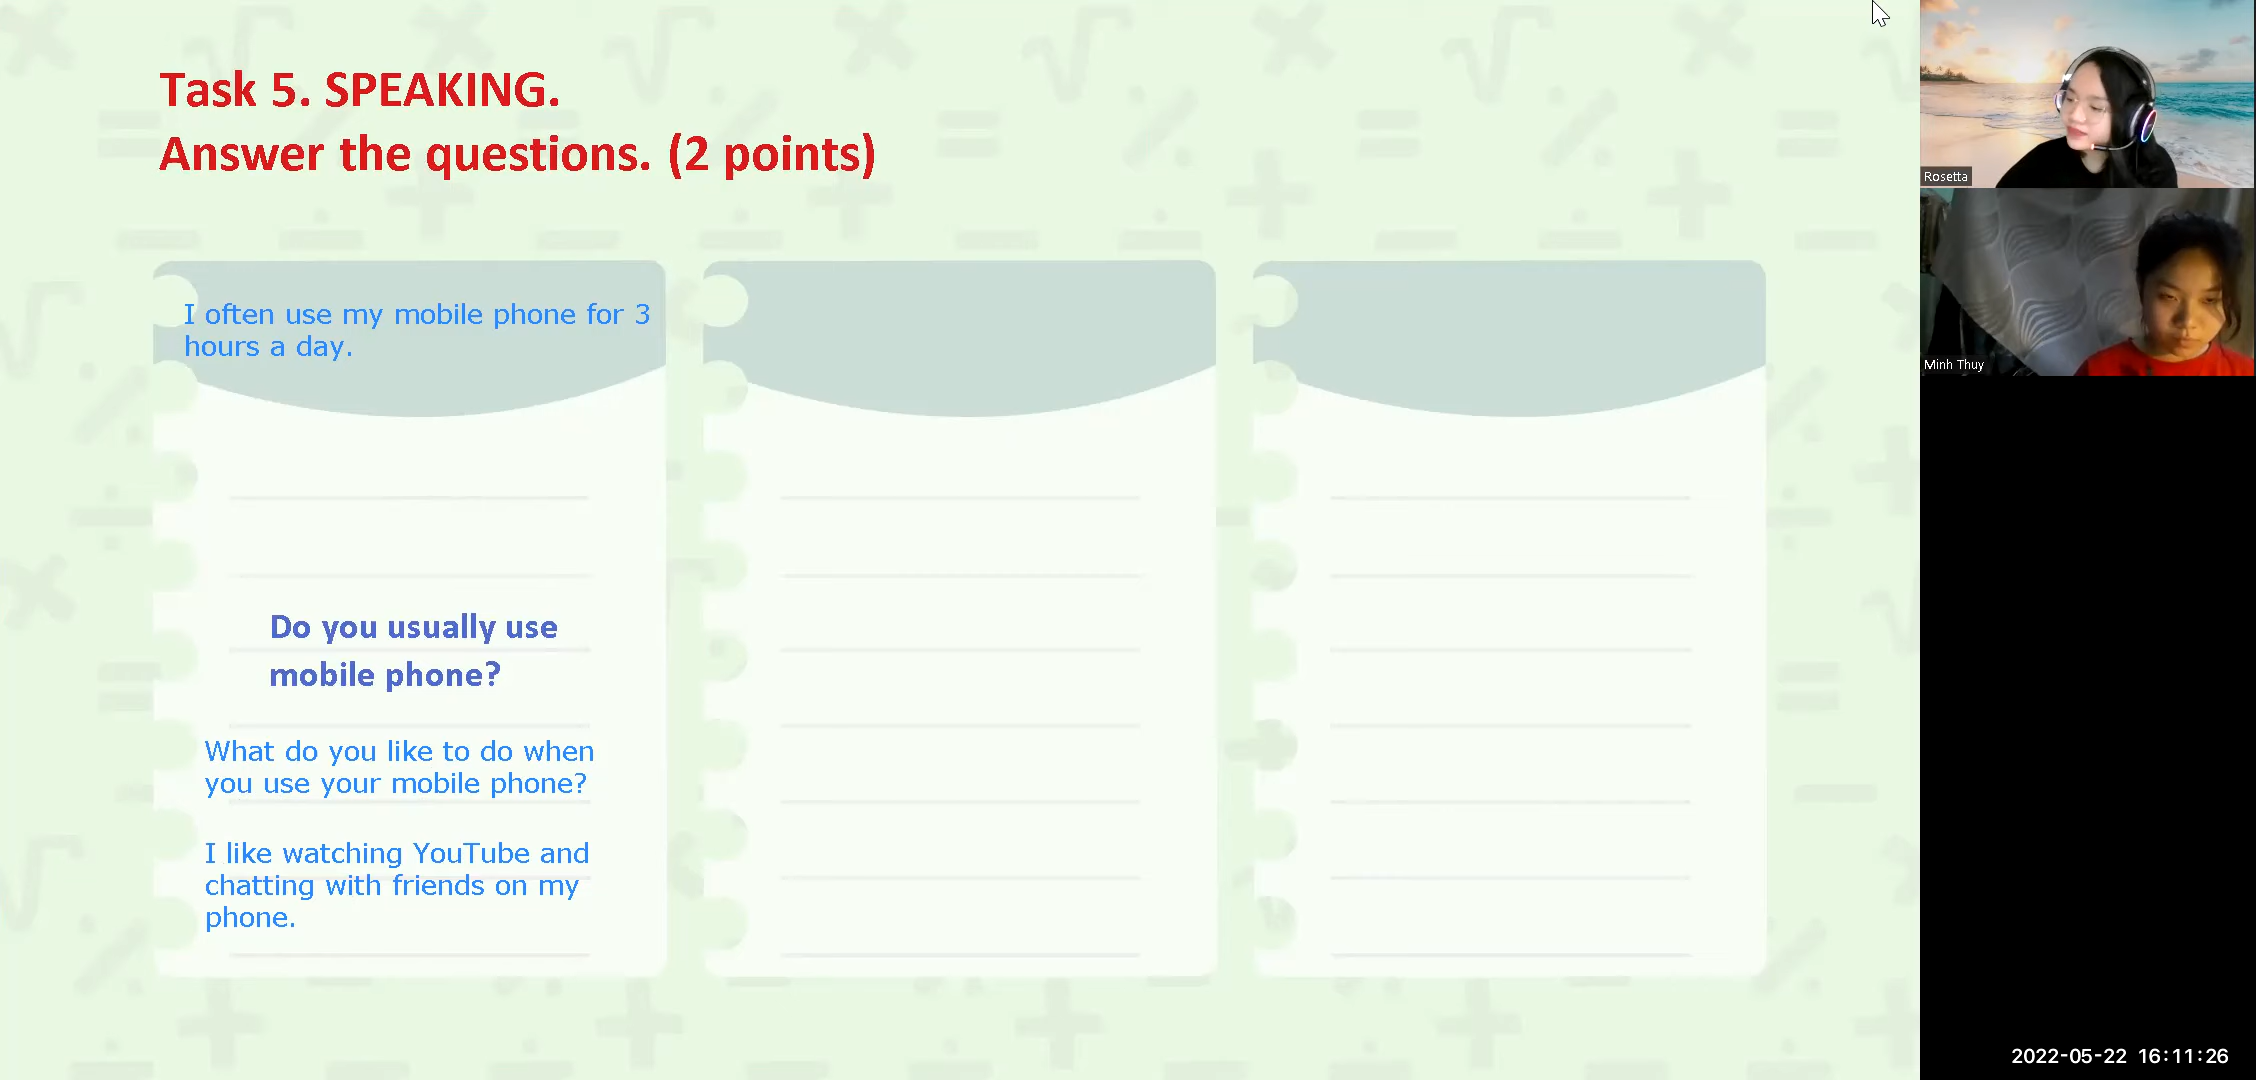 Task 5. SPEAKING.
Answer the questions. (2 points)
I often use my mobile phone for 3
hours a day.
Do you usually use
mobile phone?
What do you like to do when
you use your mobile phone?
I like watching YouTube and
chatting with friends on my
phone.
Rosetta
Minh Thuy
2022-05-22 16:11:26